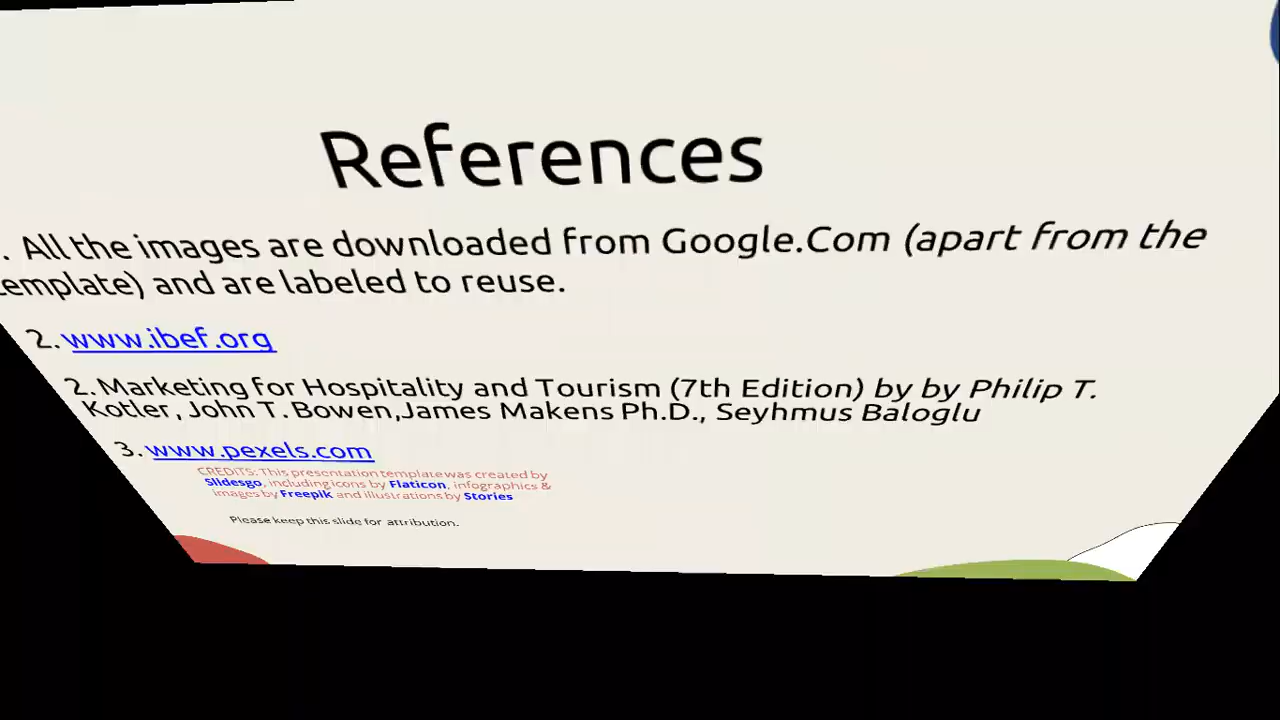 References
. All the images are downloaded from Google.Com (apart from the
template) and are labeled to reuse.
2. www.ibef.org
2. Marketing for Hospitality and Tourism (7th Edition) by by Philip T.
Kotler, John T. Bowen,James Makens Ph.D., Seyhmus Baloglu
3. www.pexels.com
CREDITS: This presentation template was created by
Slidesgo, including icons by Flaticon, infographics &
images by Freepik and illustrations by Stories
Please keep this slide for attribution.